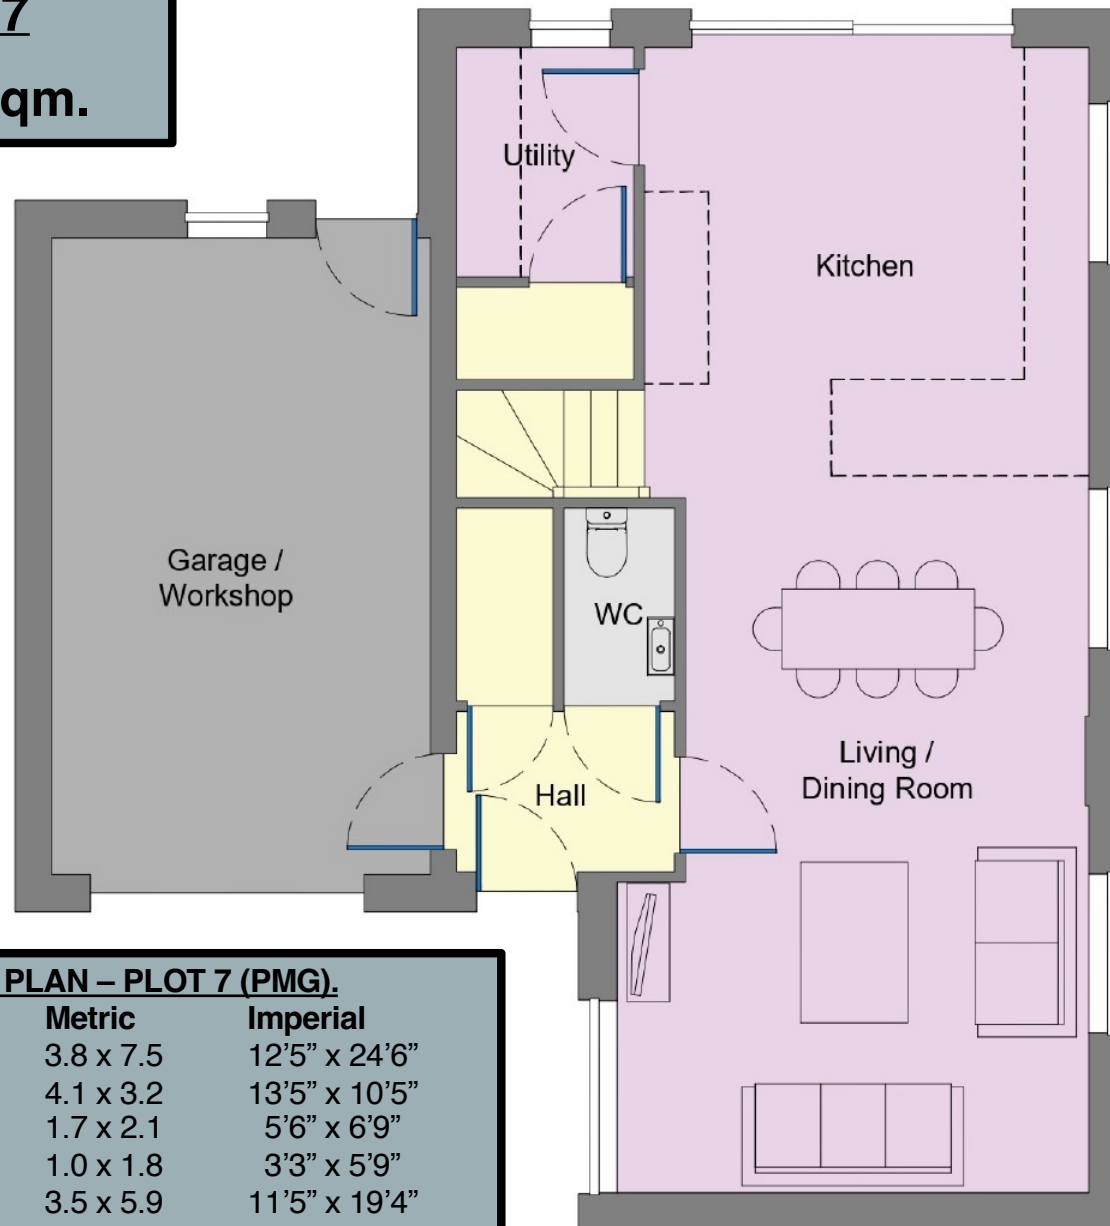 7
qm.
Utility
Kitchen
Garage /
Workshop
WC
Hall
Living /
Dining Room
PLAN – PLOT 7 (PMG).
Metric Imperial
3.8 x 7.5 12’5” x 24’6”
4.1 x 3.2 13’5” x 10’5”
1.7 x 2.1 5’6” x 6’9”
1.0 x 1.8 3’3” x 5’9”
3.5 x 5.9 11’5” x 19’4”